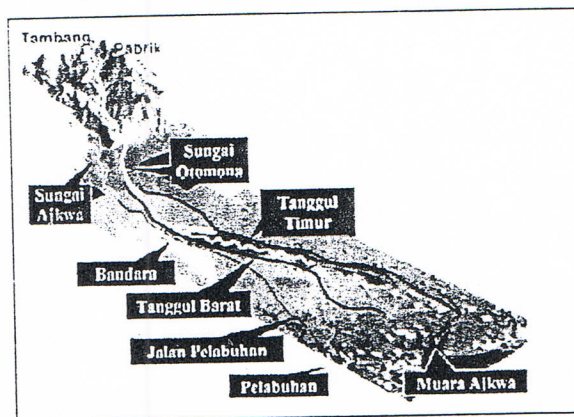 Tambang
Pabrik
Sungai
Otomona
Sungai
Ajkwa
Tanggul
Timur
Bandara
Tanggul Barat
Jalan Pelabuhan
Pelabuhan
Muara Ajkwa